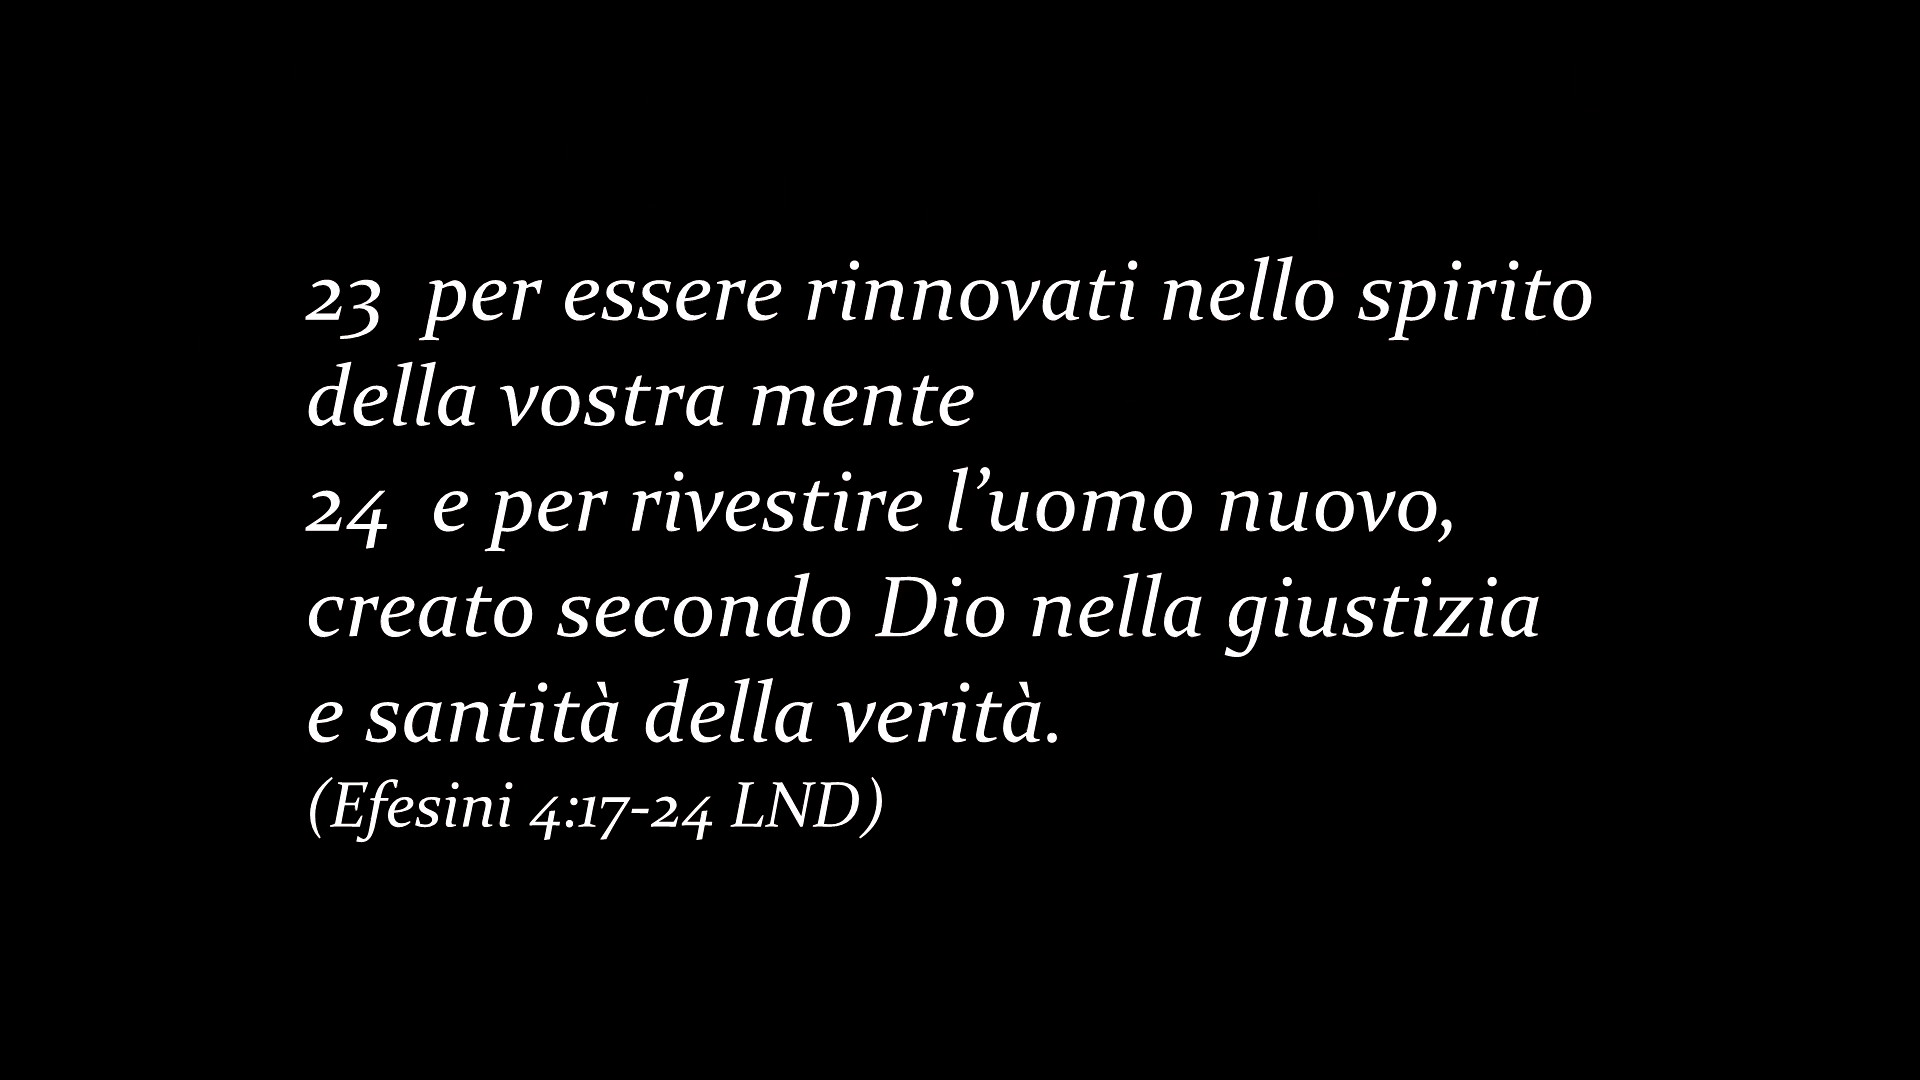 23  per essere rinnovati nello spirito
della vostra mente
24  e per rivestire l’uomo nuovo,
creato secondo Dio nella giustizia
e santità della verità.
(Efesini 4:17-24 LND)